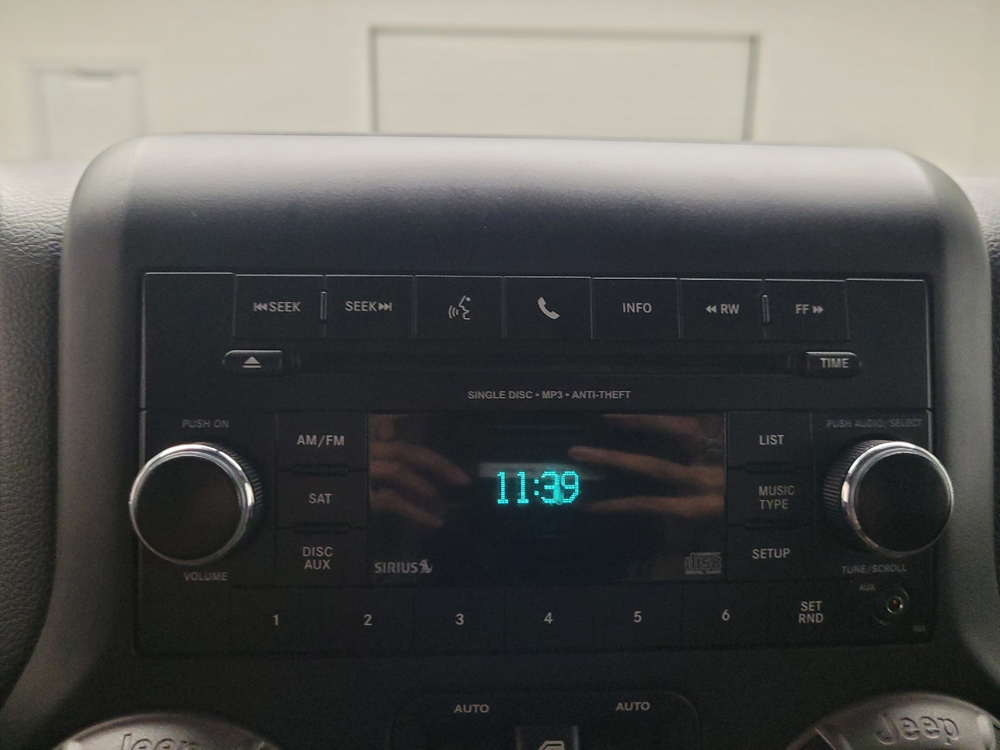 SEEK
SEEK
INFO
RW
FF
TIME
SINGLE DISC • MP3 • ANTI-THEFT
PUSH ON
PUSH AUDIO/SELECT
AM/FM
LIST
11:39
SAT
MUSIC
TYPE
DISC
AUX
SETUP
SIRIUS
DISC
VOLUME
TUNE/SCROLL
AUX
1
2
3
4
5
6
SET
RND
AUTO
AUTO
Jeep
Jeep